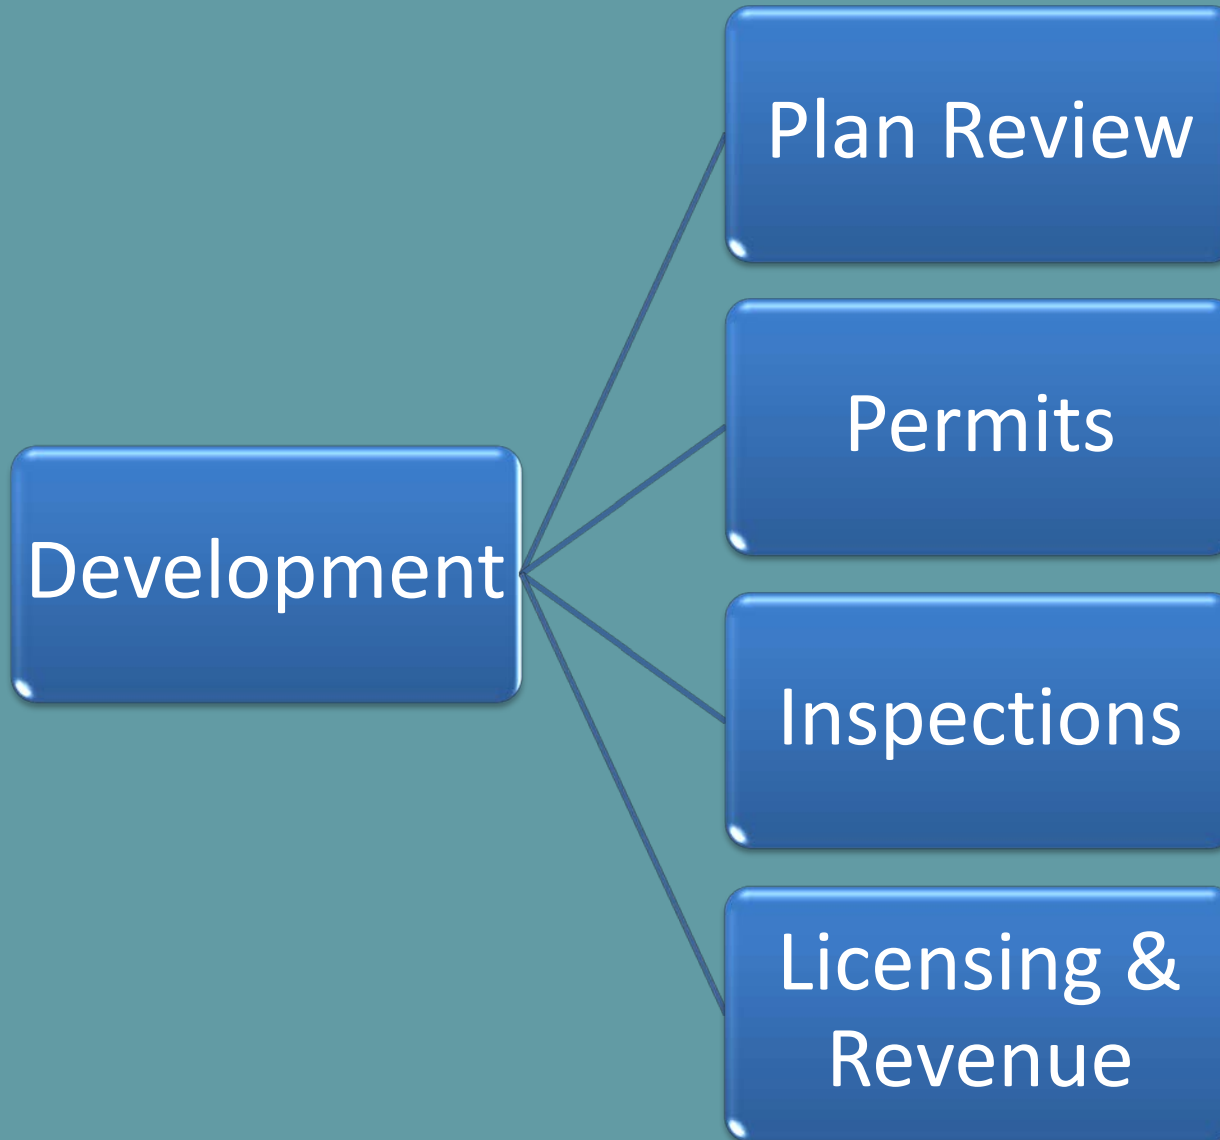 Plan Review
Permits
Development
Inspections
Licensing &
Revenue